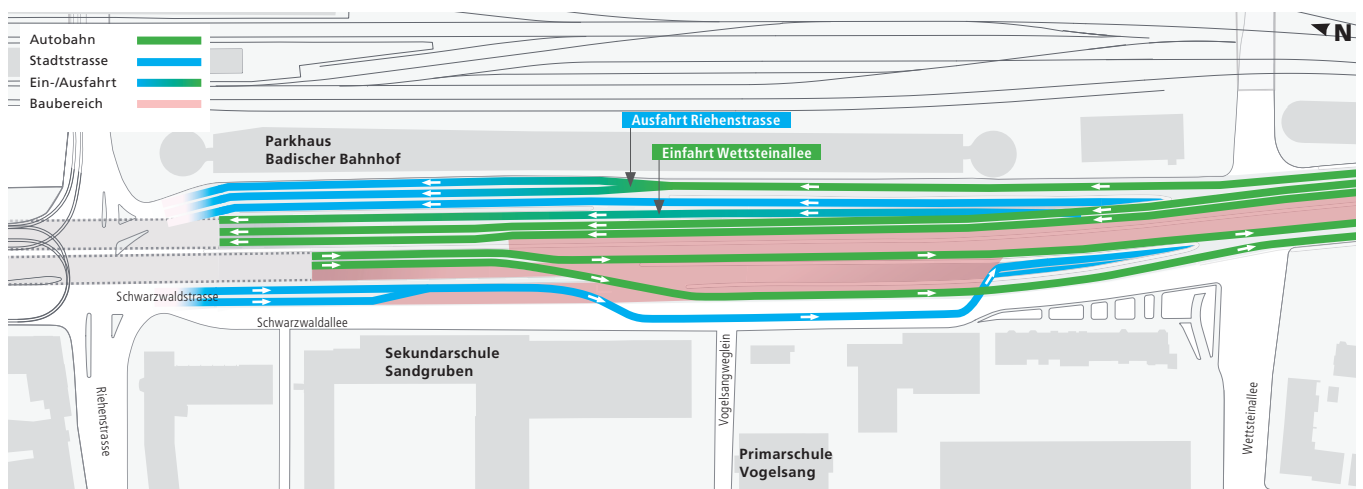 Autobahn
Stadtstrasse
Ein-/Ausfahrt
Baubereich
N
Ausfahrt Riehenstrasse
Parkhaus
Badischer Bahnhof
Einfahrt Wettsteinallee
Schwarzwaldstrasse
Schwarzwaldallee
Sekundarschule
Sandgruben
Riehenstrasse
Vogelsangweglein
Wettsteinallee
Primarschule
Vogelsang